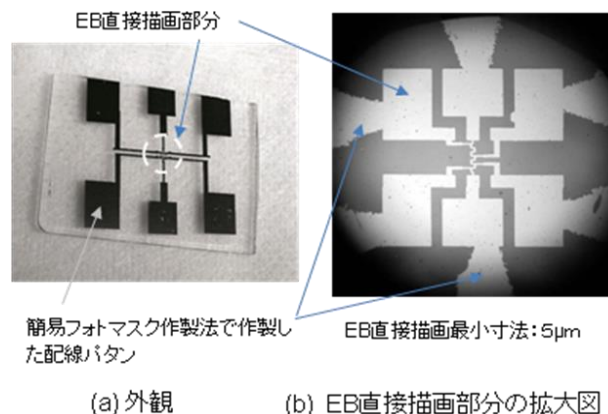 EB直接描画部分
簡易フォトマスク作製法で作製し
た配線パタン
EB直接描画最小寸法：5μm
(a) 外観
(b) EB直接描画部分の拡大図